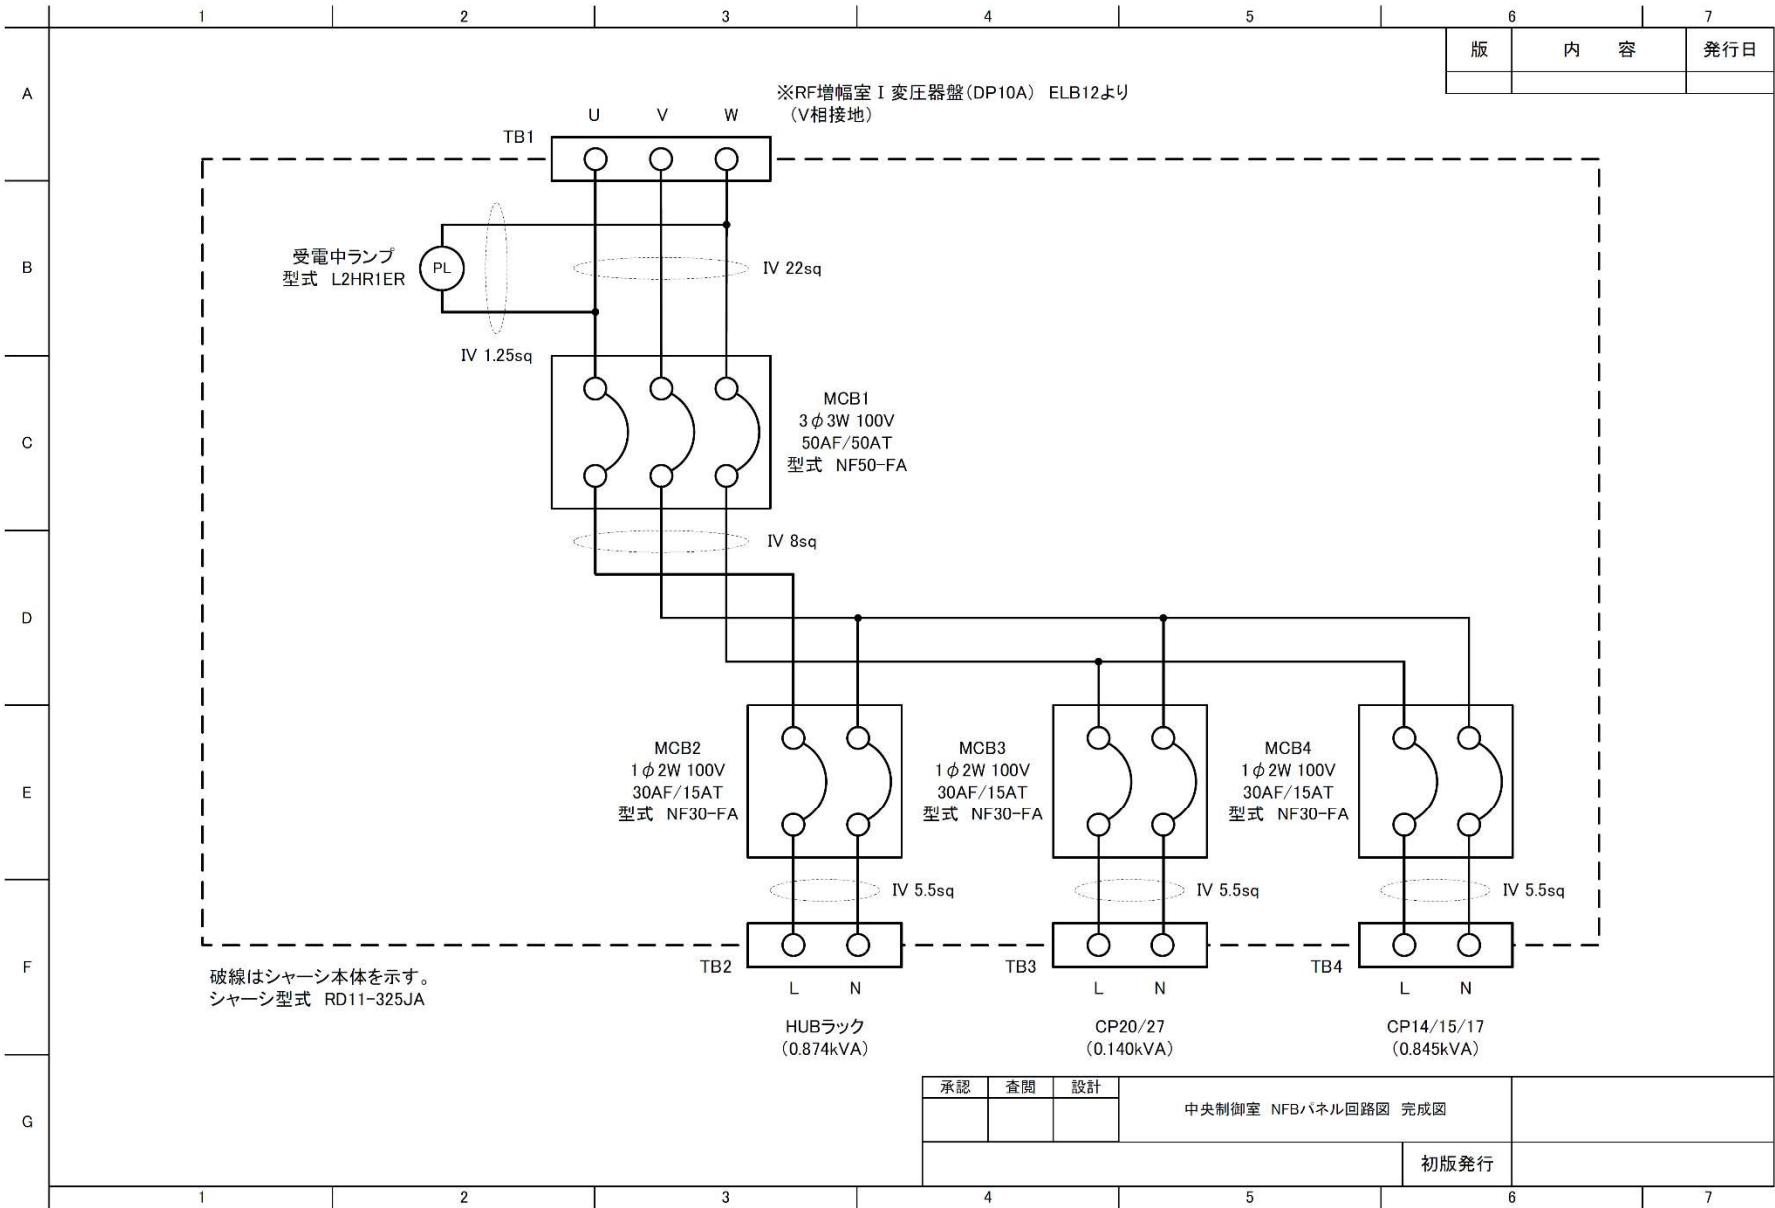 1 2 3 4 5 6 7
版 内 容 発行日
A
※RF増幅室Ⅰ変圧器盤(DP10A) ELB12より
(V相接地)
U V W
TB1
B
受電中ランプ
型式 L2HR1ER
PL
IV 22sq
IV 1.25sq
C
MCB1
3φ3W 100V
50AF/50AT
型式 NF50-FA
IV 8sq
D
E
MCB2
1φ2W 100V
30AF/15AT
型式 NF30-FA
MCB3
1φ2W 100V
30AF/15AT
型式 NF30-FA
MCB4
1φ2W 100V
30AF/15AT
型式 NF30-FA
IV 5.5sq
IV 5.5sq
IV 5.5sq
F
TB2
TB3
TB4
L N
L N
L N
破線はシャーシ本体を示す。
シャーシ型式 RD11-325JA
HUBラック
(0.874kVA)
CP20/27
(0.140kVA)
CP14/15/17
(0.845kVA)
G
承認 査閲 設計
中央制御室 NFBパネル回路図 完成図
初版発行
1 2 3 4 5 6 7